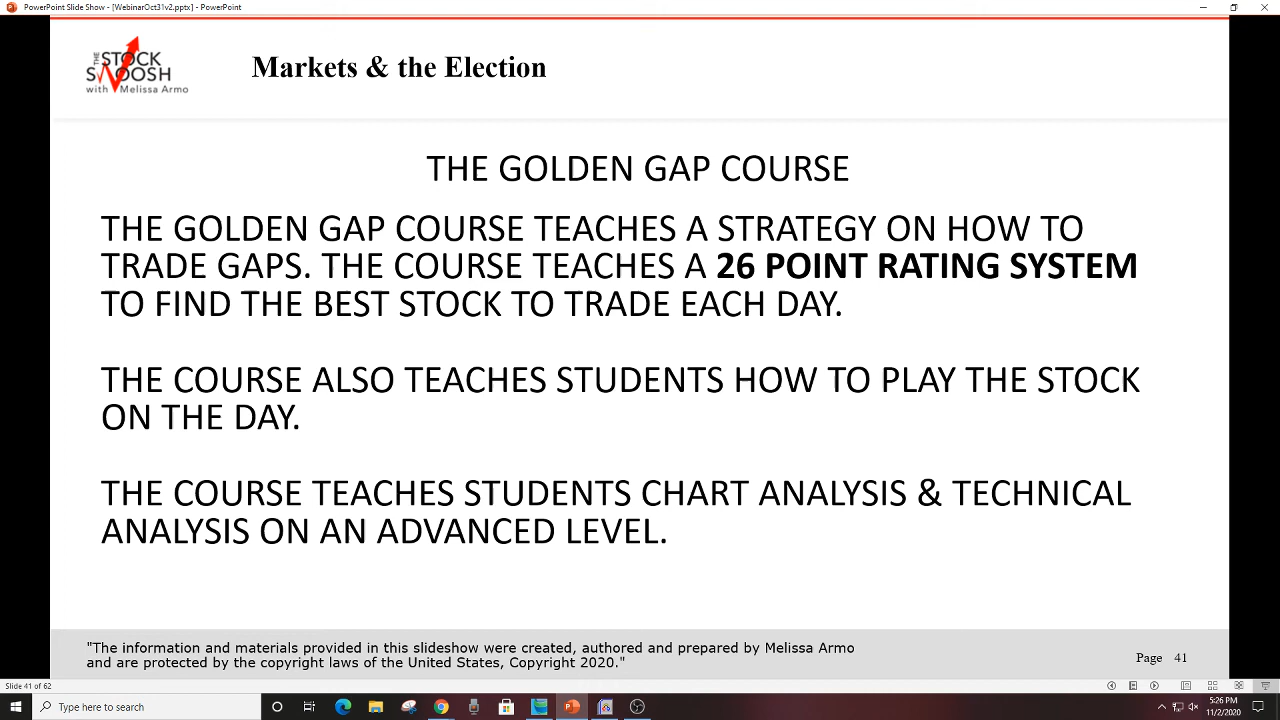 PowerPoint Slide Show - [WebinarOct31v2.pptx] - PowerPoint
THE STOCK
SWOOSH
with Melissa Armo
Markets & the Election
THE GOLDEN GAP COURSE
THE GOLDEN GAP COURSE TEACHES A STRATEGY ON HOW TO
TRADE GAPS. THE COURSE TEACHES A 26 POINT RATING SYSTEM
TO FIND THE BEST STOCK TO TRADE EACH DAY.
THE COURSE ALSO TEACHES STUDENTS HOW TO PLAY THE STOCK
ON THE DAY.
THE COURSE TEACHES STUDENTS CHART ANALYSIS & TECHNICAL
ANALYSIS ON AN ADVANCED LEVEL.
"The information and materials provided in this slideshow were created, authored and prepared by Melissa Armo
and are protected by the copyright laws of the United States, Copyright 2020."
Page 41
Slide 41 of 62
Type here to search
5:26 PM
11/2/2020